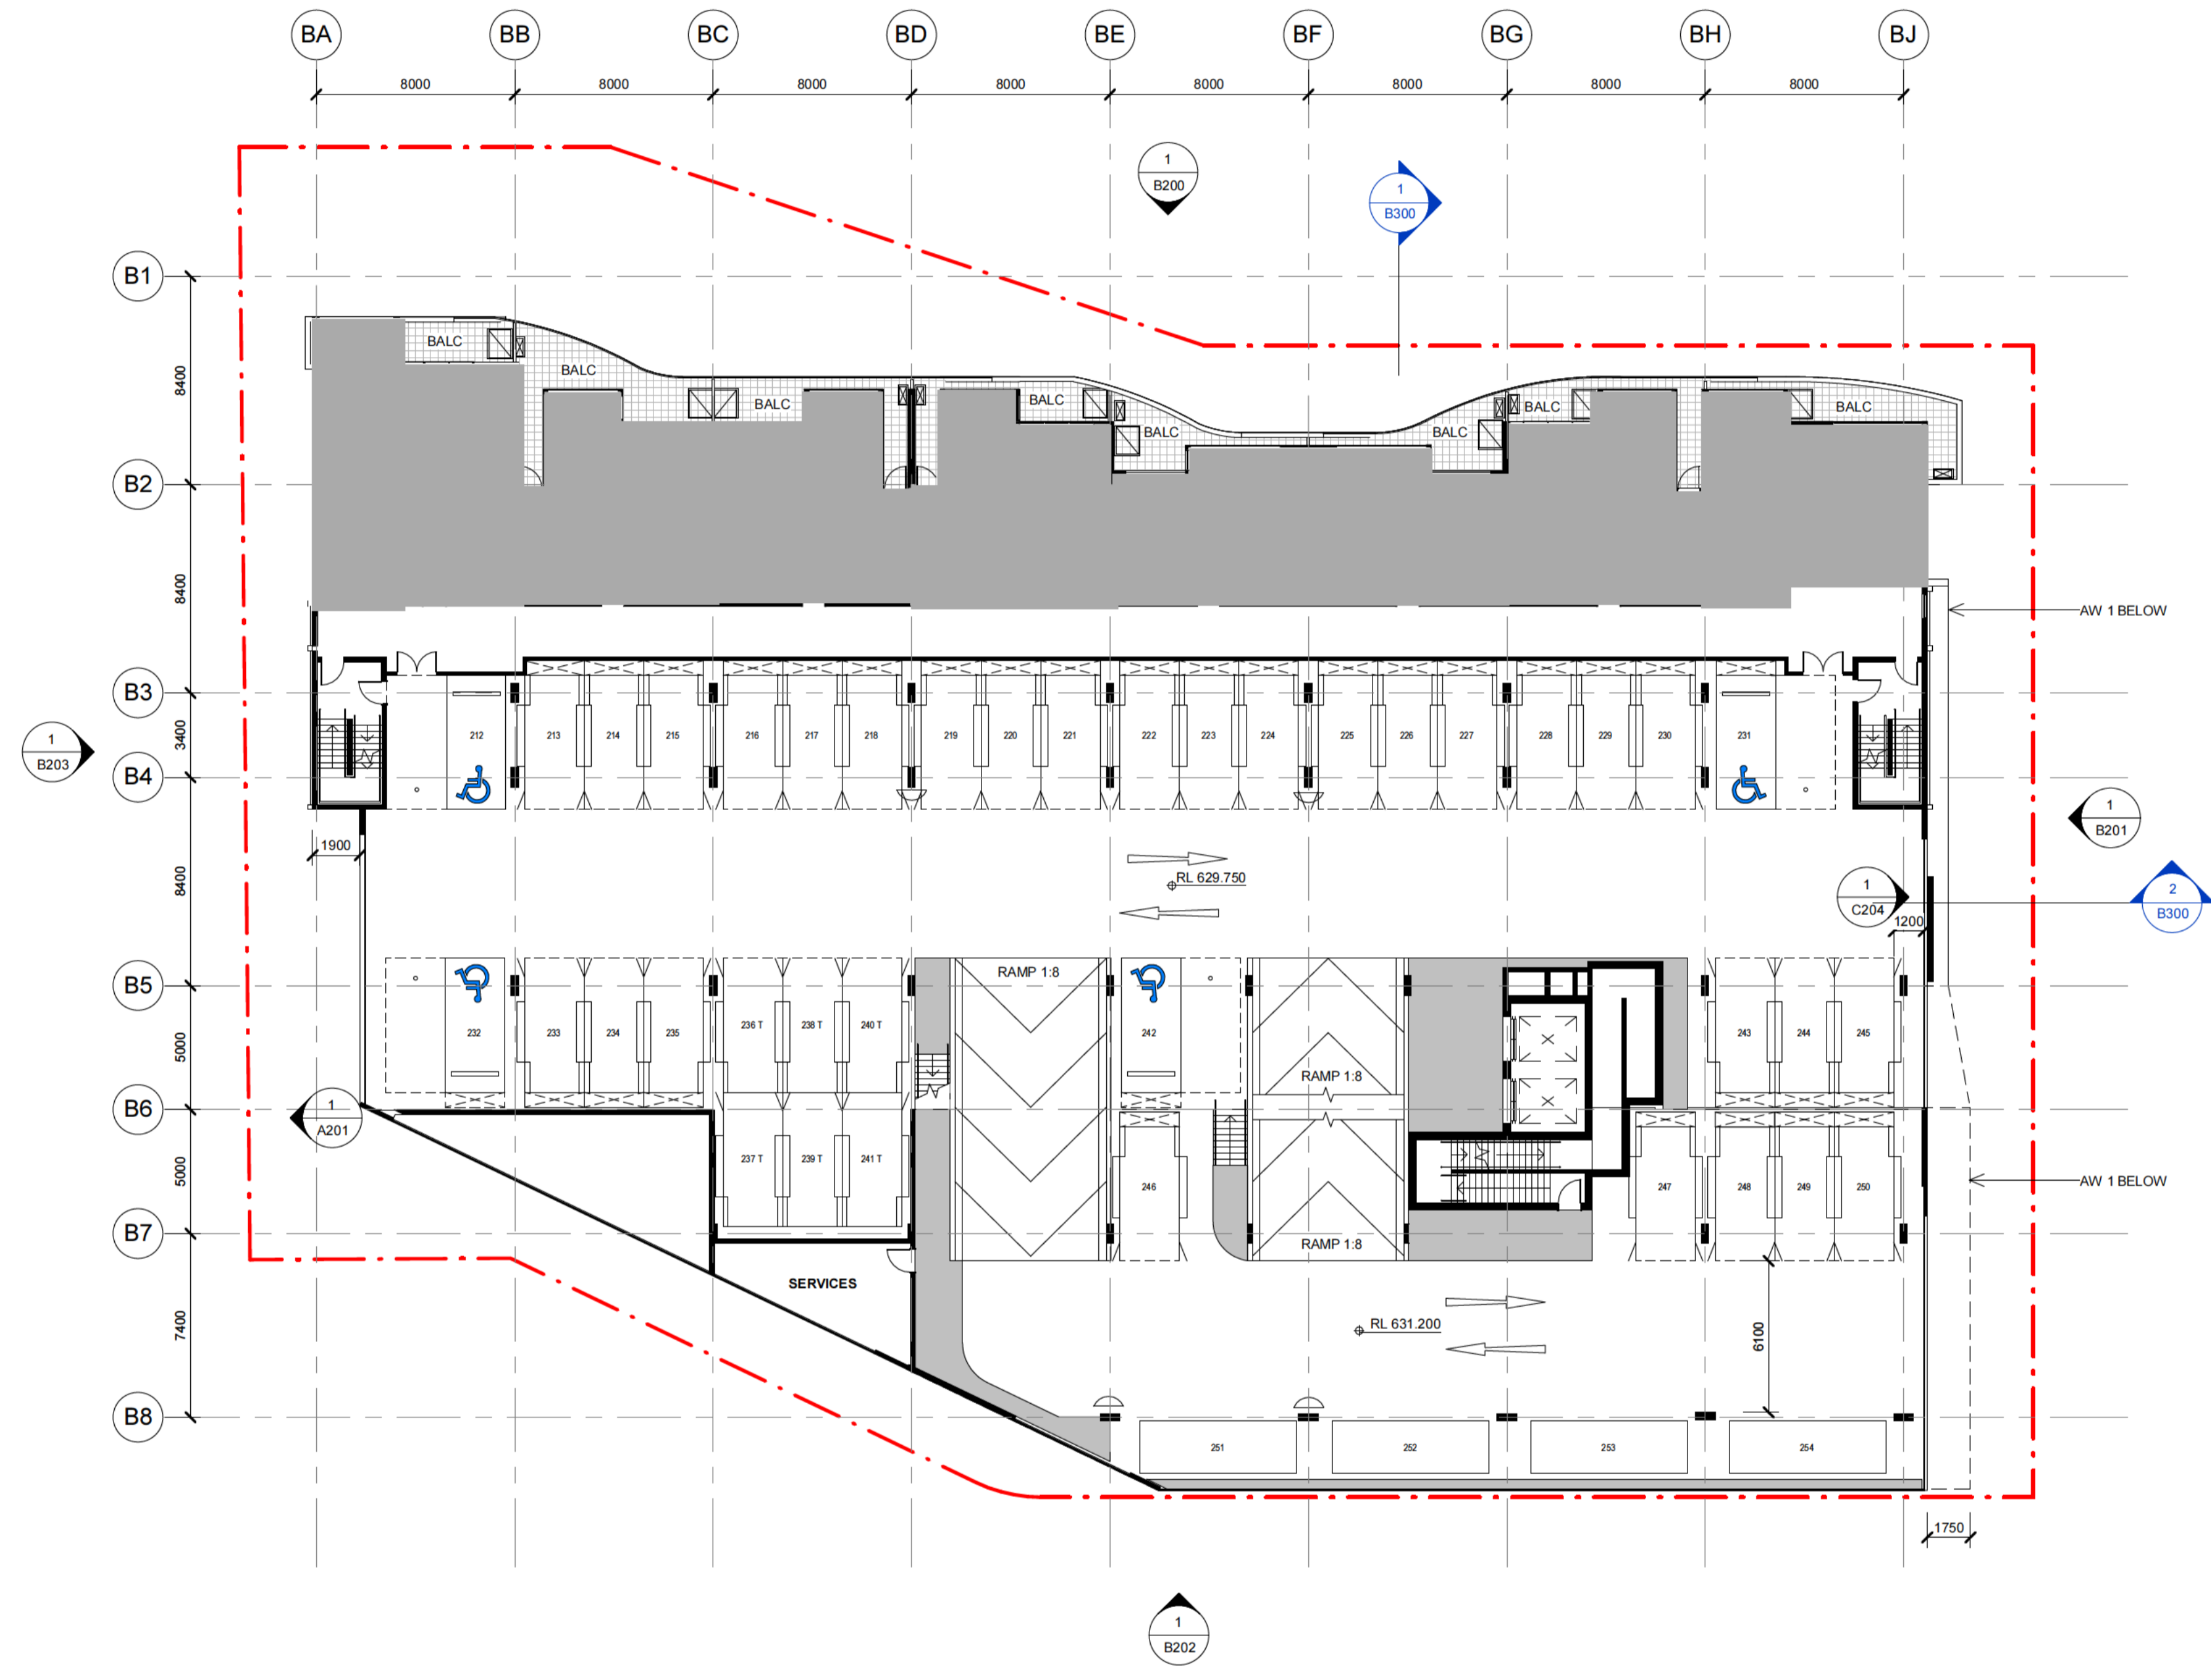 BA BB BC BD BE BF BG BH BJ
8000 8000 8000 8000 8000 8000 8000 8000
1
B200
1
B300
B1
BALC
BALC
BALC
BALC
BALC
BALC
BALC
BALC
8400
B2
8400
AW 1 BELOW
B3
3400
212 213 214 215 216 217 218 219 220 221 222 223 224 225 226 227 228 229 230 231
1
B203
B4
1
B201
1900
8400
RL 629.750
1
C204
1200
2
B300
B5
RAMP 1:8
5000
232 233 234 235 236 T 238 T 240 T 242 243 244 245
RAMP 1:8
B6
1
A201
5000
237 T 239 T 241 T 246 247 248 249 250
AW 1 BELOW
B7
RAMP 1:8
SERVICES
7400
RL 631.200
6100
B8
251 252 253 254
1750
1
B202